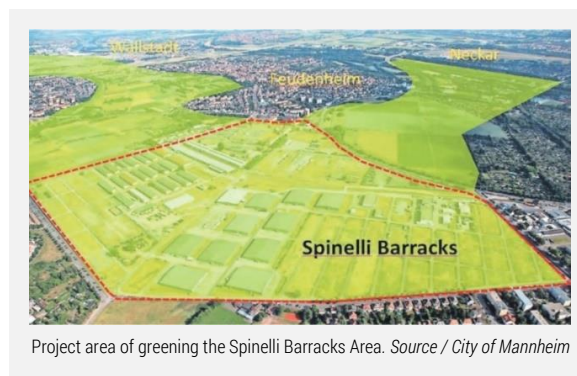 Wallstadt
Neckar
Feudenheim
Spinelli Barracks
Project area of greening the Spinelli Barracks Area. Source / City of Mannheim